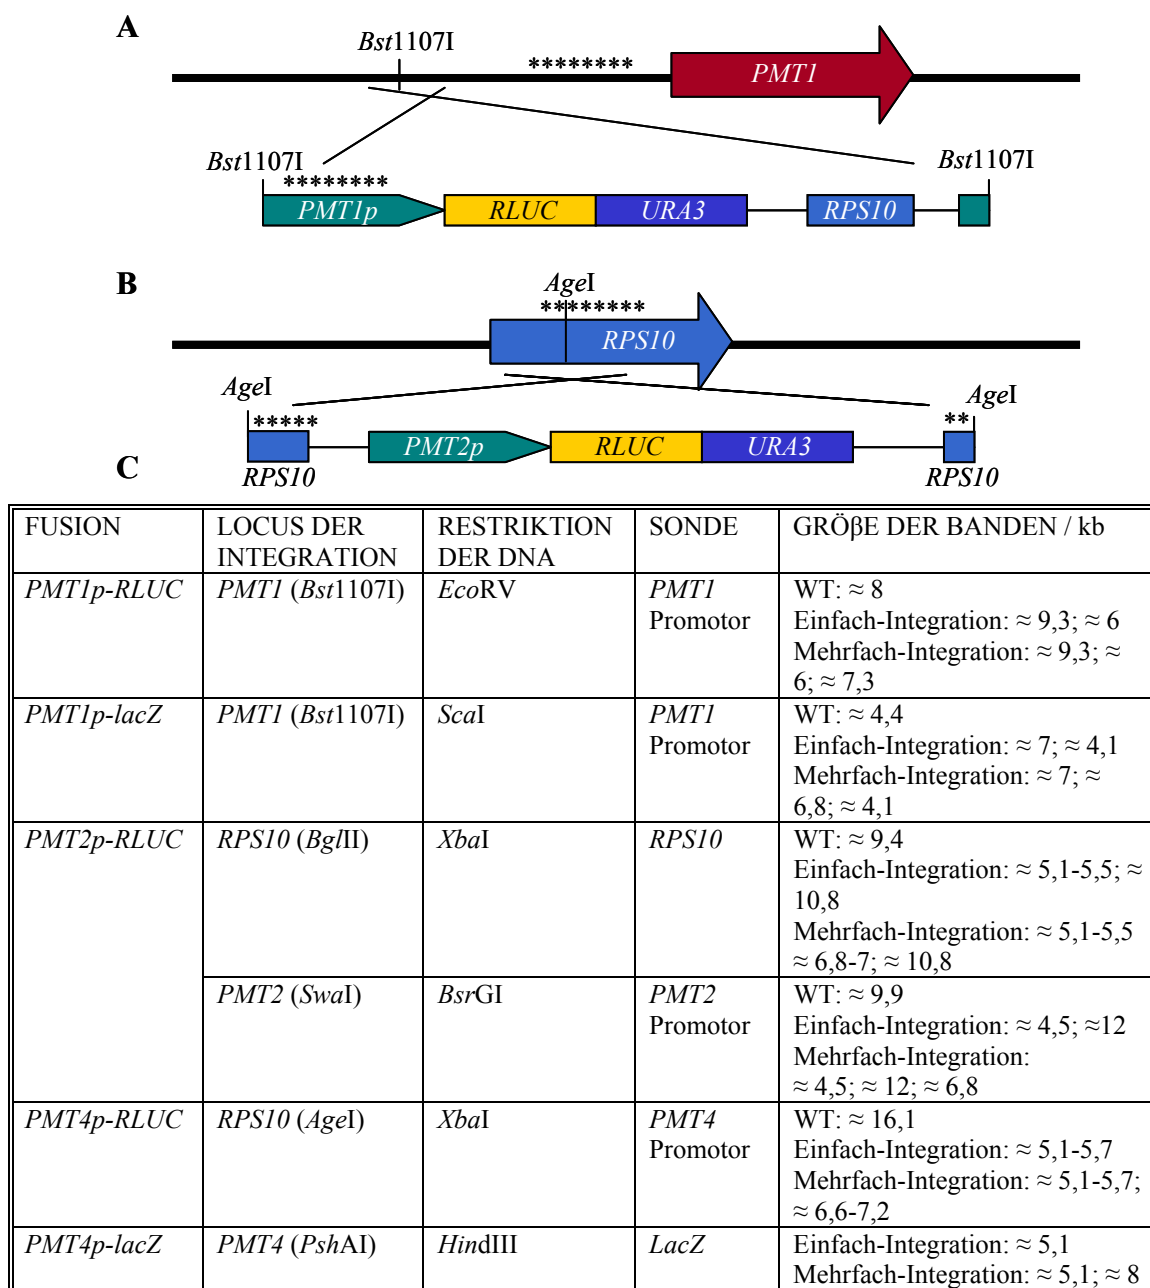 A
Bst1107I
********
PMT1
Bst1107I
Bst1107I
********
PMT1p
RLUC
URA3
RPS10
B
AgeI
********
RPS10
AgeI
AgeI
*****
**
PMT2p
RLUC
URA3
RPS10
RPS10
C
FUSION
LOCUS DER
INTEGRATION
RESTRIKTION
DER DNA
SONDE
GRÖβE DER BANDEN / kb
PMT1p-RLUC
PMT1 (Bst1107I)
EcoRV
PMT1
Promotor
WT: ≈ 8
Einfach-Integration: ≈ 9,3; ≈ 6
Mehrfach-Integration: ≈ 9,3; ≈
6; ≈ 7,3
PMT1p-lacZ
PMT1 (Bst1107I)
ScaI
PMT1
Promotor
WT: ≈ 4,4
Einfach-Integration: ≈ 7; ≈ 4,1
Mehrfach-Integration: ≈ 7; ≈
6,8; ≈ 4,1
PMT2p-RLUC
RPS10 (BglII)
XbaI
RPS10
WT: ≈ 9,4
Einfach-Integration: ≈ 5,1-5,5; ≈
10,8
Mehrfach-Integration: ≈ 5,1-5,5
≈ 6,8-7; ≈ 10,8
PMT2 (SwaI)
BsrGI
PMT2
Promotor
WT: ≈ 9,9
Einfach-Integration: ≈ 4,5; ≈12
Mehrfach-Integration:
≈ 4,5; ≈ 12; ≈ 6,8
PMT4p-RLUC
RPS10 (AgeI)
XbaI
PMT4
Promotor
WT: ≈ 16,1
Einfach-Integration: ≈ 5,1-5,7
Mehrfach-Integration: ≈ 5,1-5,7;
≈ 6,6-7,2
PMT4p-lacZ
PMT4 (PshAI)
HindIII
LacZ
Einfach-Integration: ≈ 5,1
Mehrfach-Integration: ≈ 5,1; ≈ 8